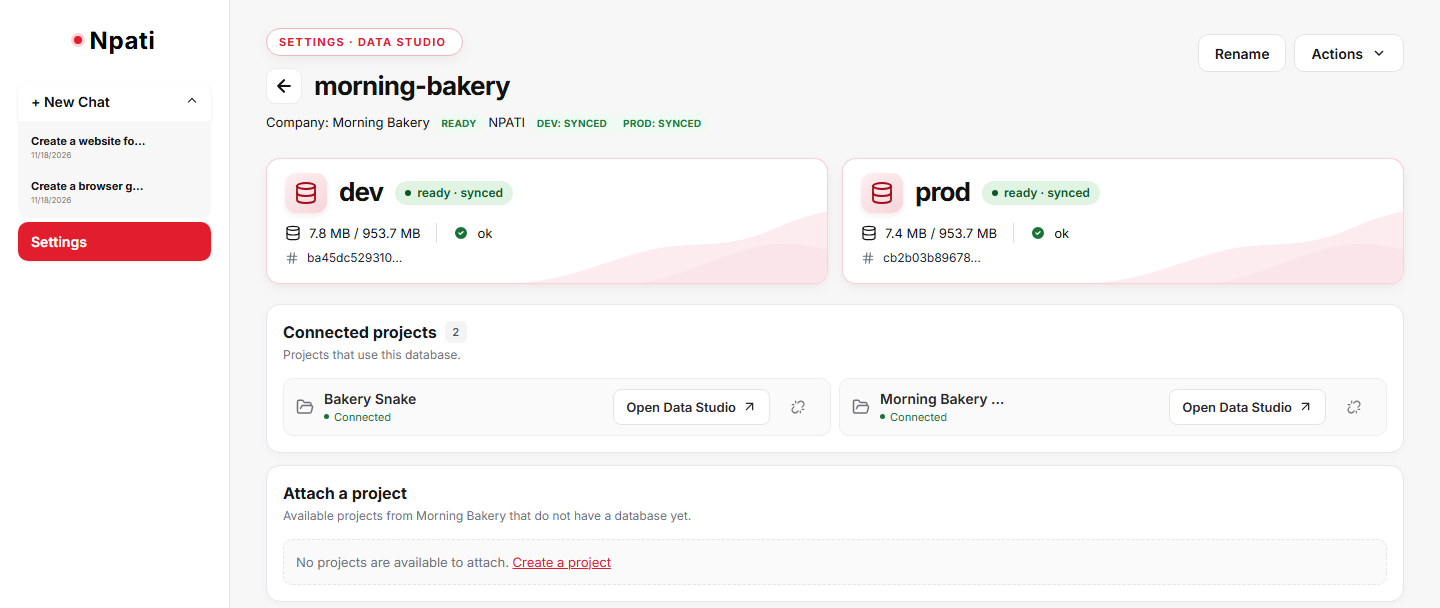 Npati
+ New Chat
Create a website fo...
11/18/2026
Create a browser g...
11/18/2026
Settings
SETTINGS · DATA STUDIO
Rename
Actions
morning-bakery
Company: Morning Bakery READY NPATI DEV: SYNCED PROD: SYNCED
dev
ready · synced
7.8 MB / 953.7 MB
ok
# ba45dc529310...
prod
ready · synced
7.4 MB / 953.7 MB
ok
# cb2b03b89678...
Connected projects 2
Projects that use this database.
Bakery Snake
Connected
Open Data Studio
Morning Bakery ...
Connected
Open Data Studio
Attach a project
Available projects from Morning Bakery that do not have a database yet.
No projects are available to attach. Create a project